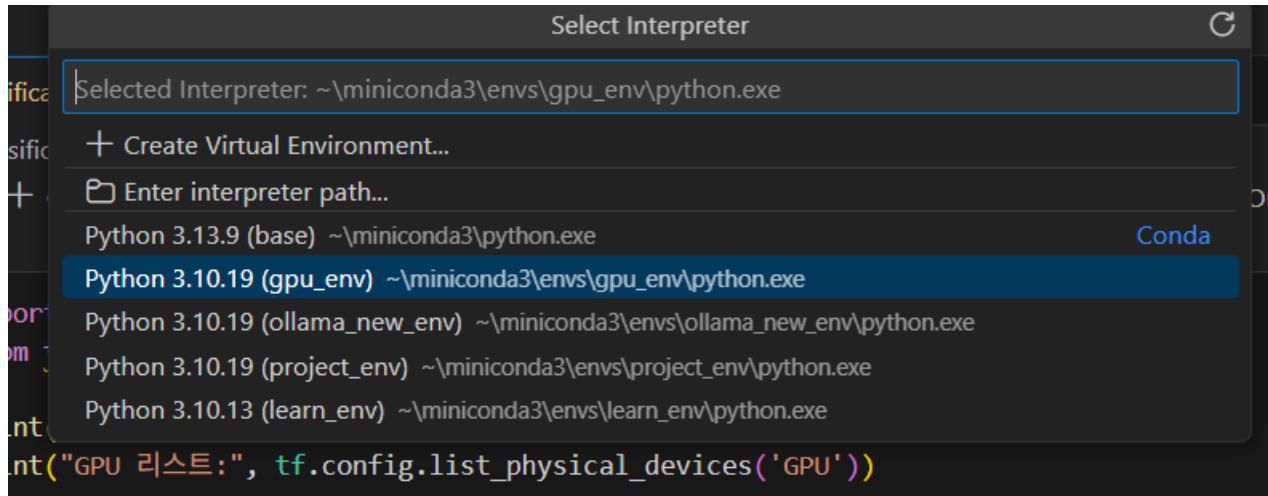 Select Interpreter
Selected Interpreter: ~\miniconda3\envs\gpu_env\python.exe
Create Virtual Environment...
Enter interpreter path...
Python 3.13.9 (base) ~\miniconda3\python.exe Conda
Python 3.10.19 (gpu_env) ~\miniconda3\envs\gpu_env\python.exe
Python 3.10.19 (ollama_new_env) ~\miniconda3\envs\ollama_new_env\python.exe
Python 3.10.19 (project_env) ~\miniconda3\envs\project_env\python.exe
Python 3.10.13 (learn_env) ~\miniconda3\envs\learn_env\python.exe
nt("GPU 리스트:", tf.config.list_physical_devices('GPU'))